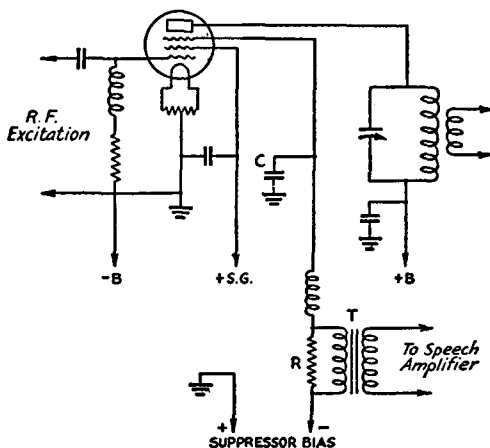 R.F.
Excitation
C
-B
+S.G.
+B
T
R
To Speech
Amplifier
+
-
SUPPRESSOR BIAS